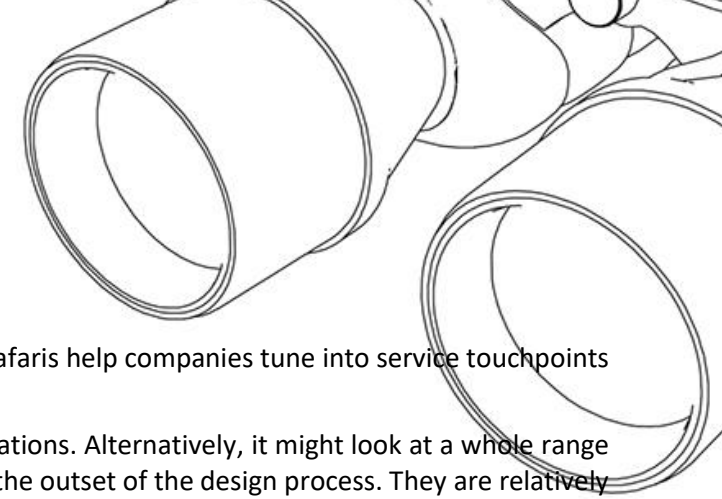 afaris help companies tune into service touchpoints
ations. Alternatively, it might look at a whole range
the outset of the design process. They are relatively